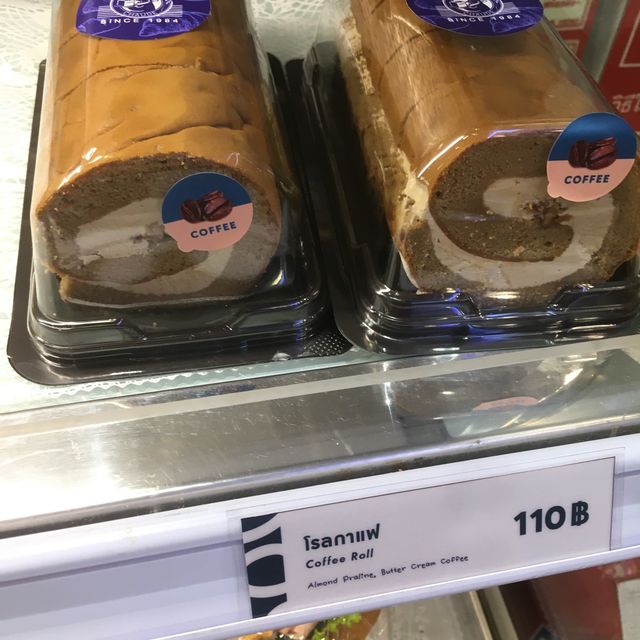 SINCE 1984
SINCE 1984
COFFEE
COFFEE
โรลกาแฟ
Coffee Roll
Almond Praline, Butter Cream Coffee
110฿